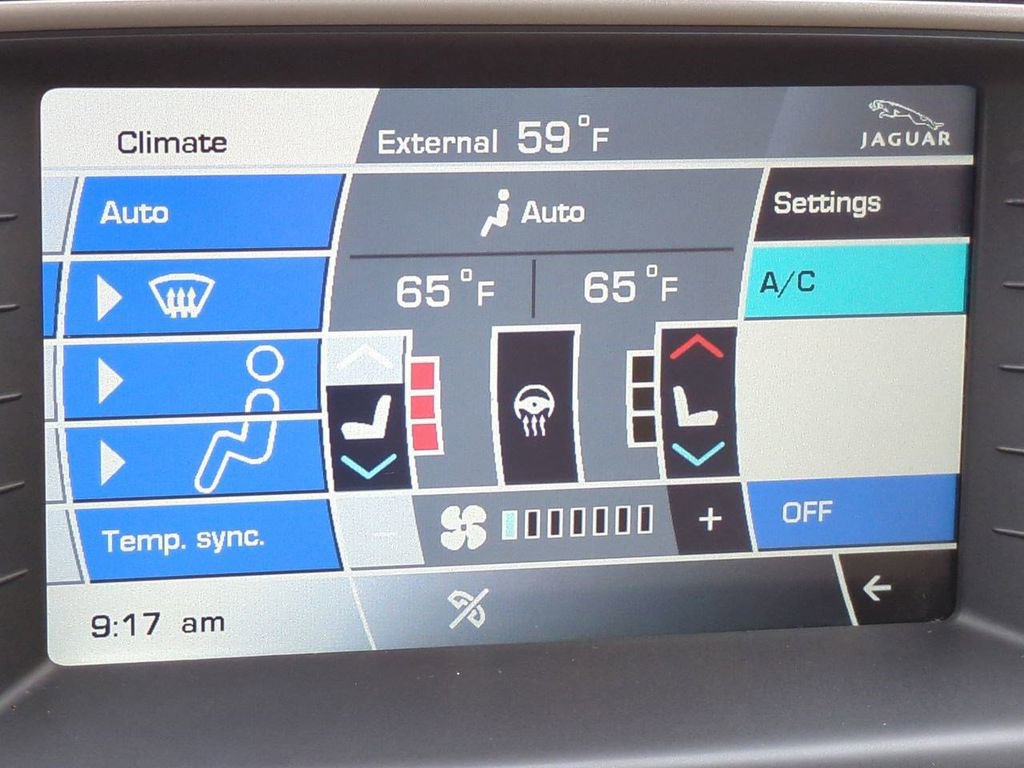 Climate
External 59°F
JAGUAR
Auto
Auto
Settings
65°F
65°F
A/C
- +
OFF
Temp. sync.
9:17 am